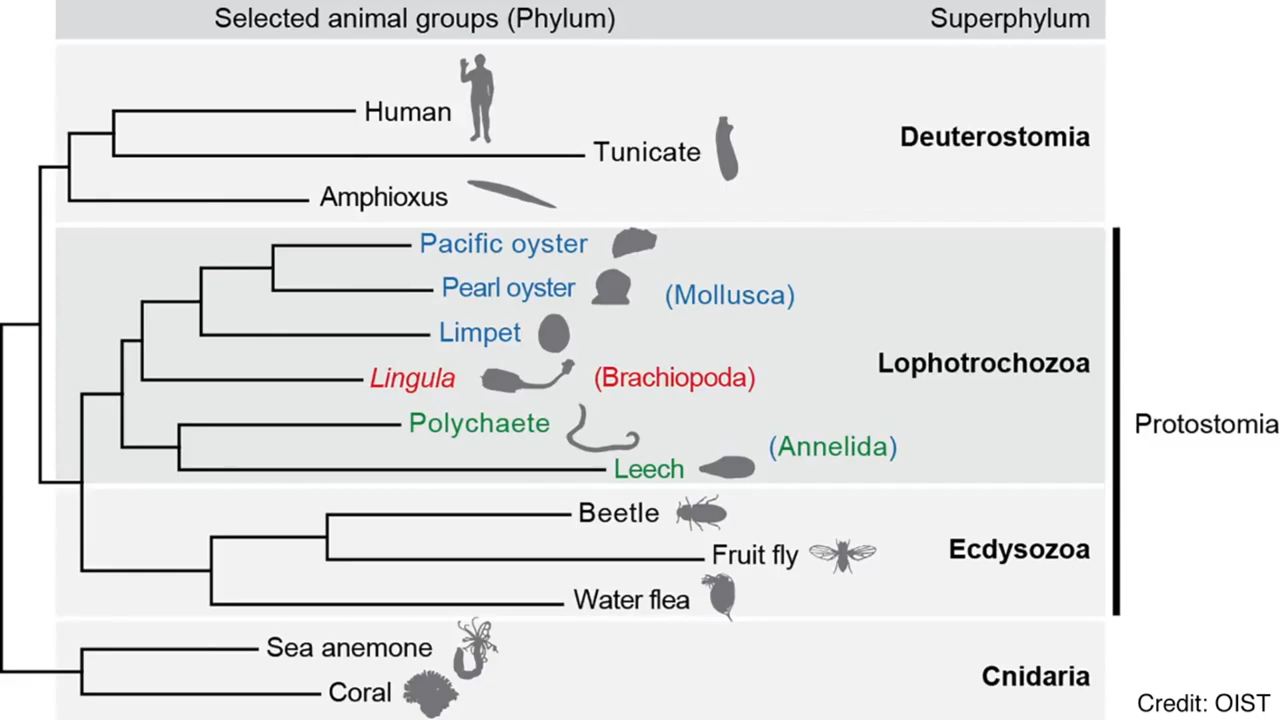 Selected animal groups (Phylum) Superphylum
Human
Deuterostomia
Tunicate
Amphioxus
Pacific oyster
Pearl oyster (Mollusca)
Limpet
Lophotrochozoa
Lingula (Brachiopoda)
Polychaete
Protostomia
(Annelida)
Leech
Beetle
Fruit fly
Ecdysozoa
Water flea
Sea anemone
Cnidaria
Coral
Credit: OIST